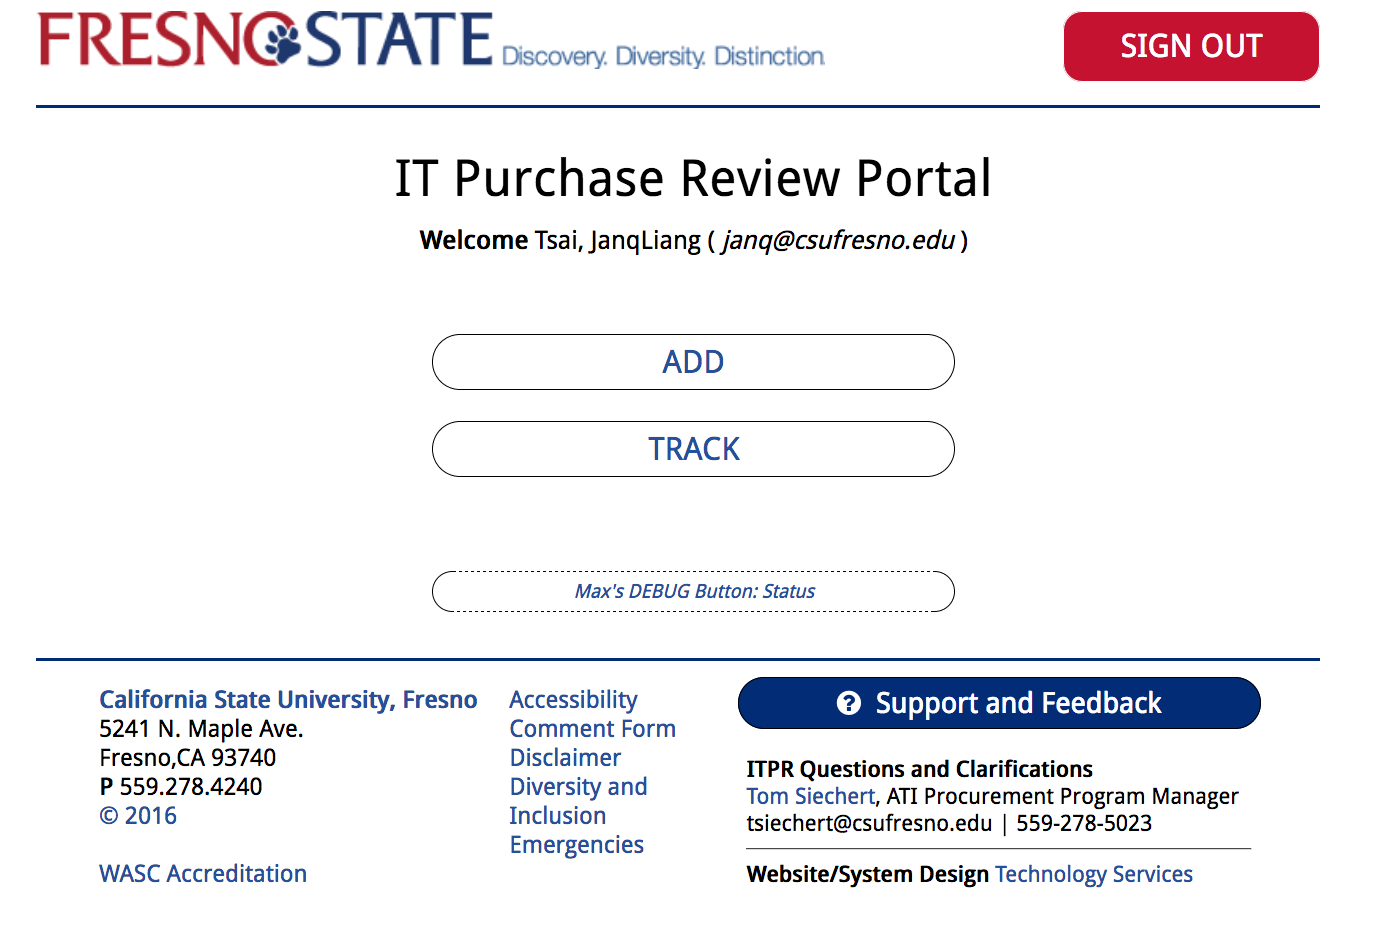 FRESNO STATE Discovery. Diversity. Distinction.
SIGN OUT
IT Purchase Review Portal
Welcome Tsai, JanqLiang ( janq@csufresno.edu )
ADD
TRACK
Max's DEBUG Button: Status
California State University, Fresno
5241 N. Maple Ave.
Fresno,CA 93740
P 559.278.4240
© 2016
WASC Accreditation
Accessibility
Comment Form
Disclaimer
Diversity and
Inclusion
Emergencies
Support and Feedback
ITPR Questions and Clarifications
Tom Siechert, ATI Procurement Program Manager
tsiechert@csufresno.edu | 559-278-5023
Website/System Design Technology Services